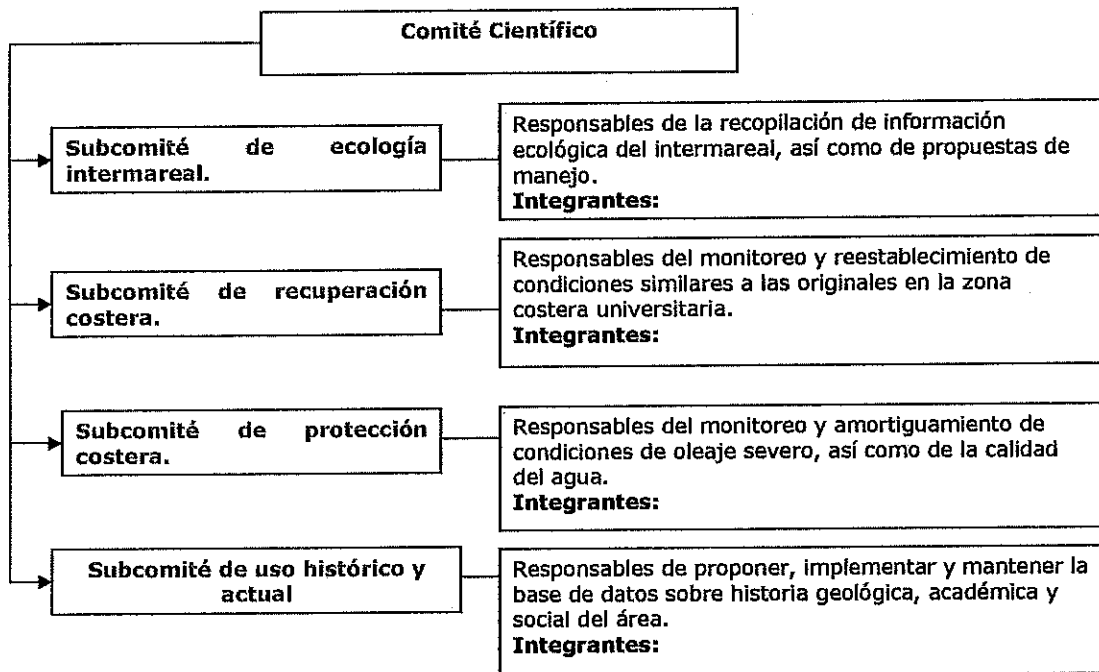 Comité Científico
Subcomité de ecología
intermareal.
Responsables de la recopilación de información
ecológica del intermareal, así como de propuestas de
manejo.
Integrantes:
Subcomité de recuperación
costera.
Responsables del monitoreo y reestablecimiento de
condiciones similares a las originales en la zona
costera universitaria.
Integrantes:
Subcomité de protección
costera.
Responsables del monitoreo y amortiguamiento de
condiciones de oleaje severo, así como de la calidad
del agua.
Integrantes:
Subcomité de uso histórico y
actual
Responsables de proponer, implementar y mantener la
base de datos sobre historia geológica, académica y
social del área.
Integrantes: